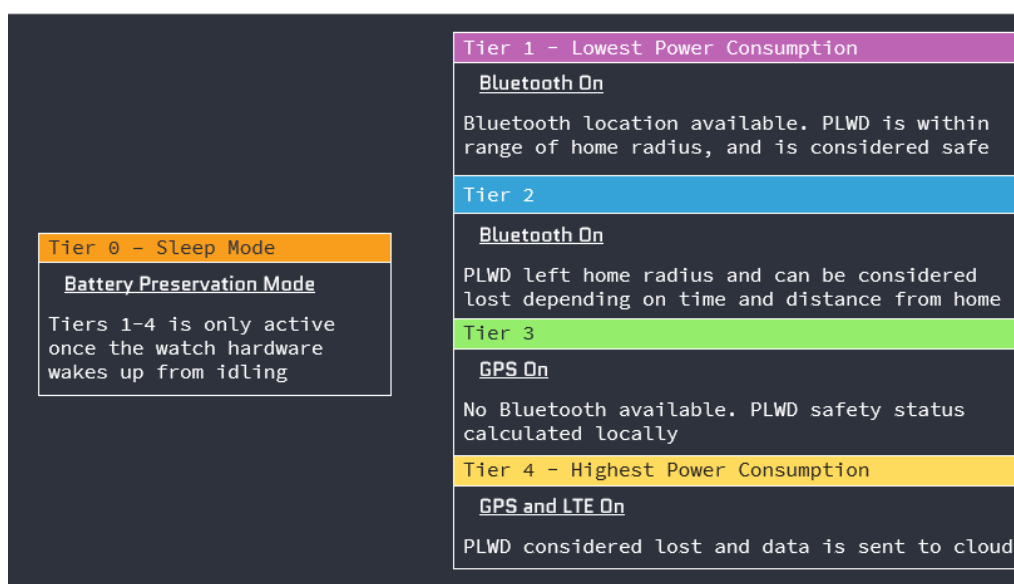 Tier 0 - Sleep Mode
Battery Preservation Mode
Tiers 1-4 is only active
once the watch hardware
wakes up from idling
Tier 1 - Lowest Power Consumption
Bluetooth On
Bluetooth location available. PLWD is within
range of home radius, and is considered safe
Tier 2
Bluetooth On
PLWD left home radius and can be considered
lost depending on time and distance from home
Tier 3
GPS On
No Bluetooth available. PLWD safety status
calculated locally
Tier 4 - Highest Power Consumption
GPS and LTE On
PLWD considered lost and data is sent to cloud